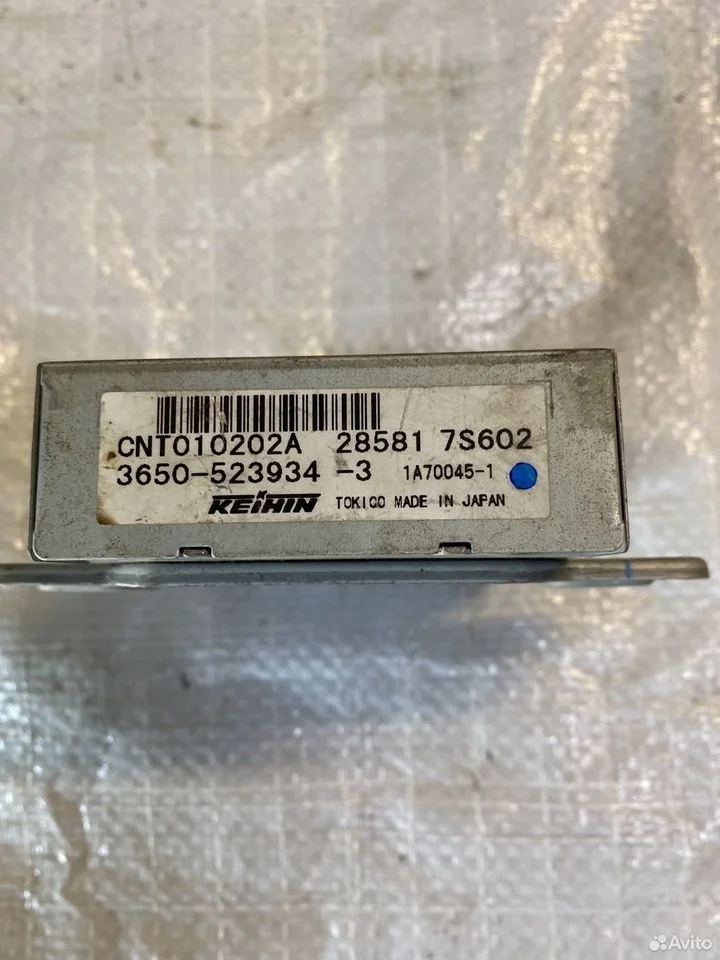 CNT010202A 28581 7S602
3650-523934-3 1A70045-1
KEIHIN TOKICO MADE IN JAPAN
Avito